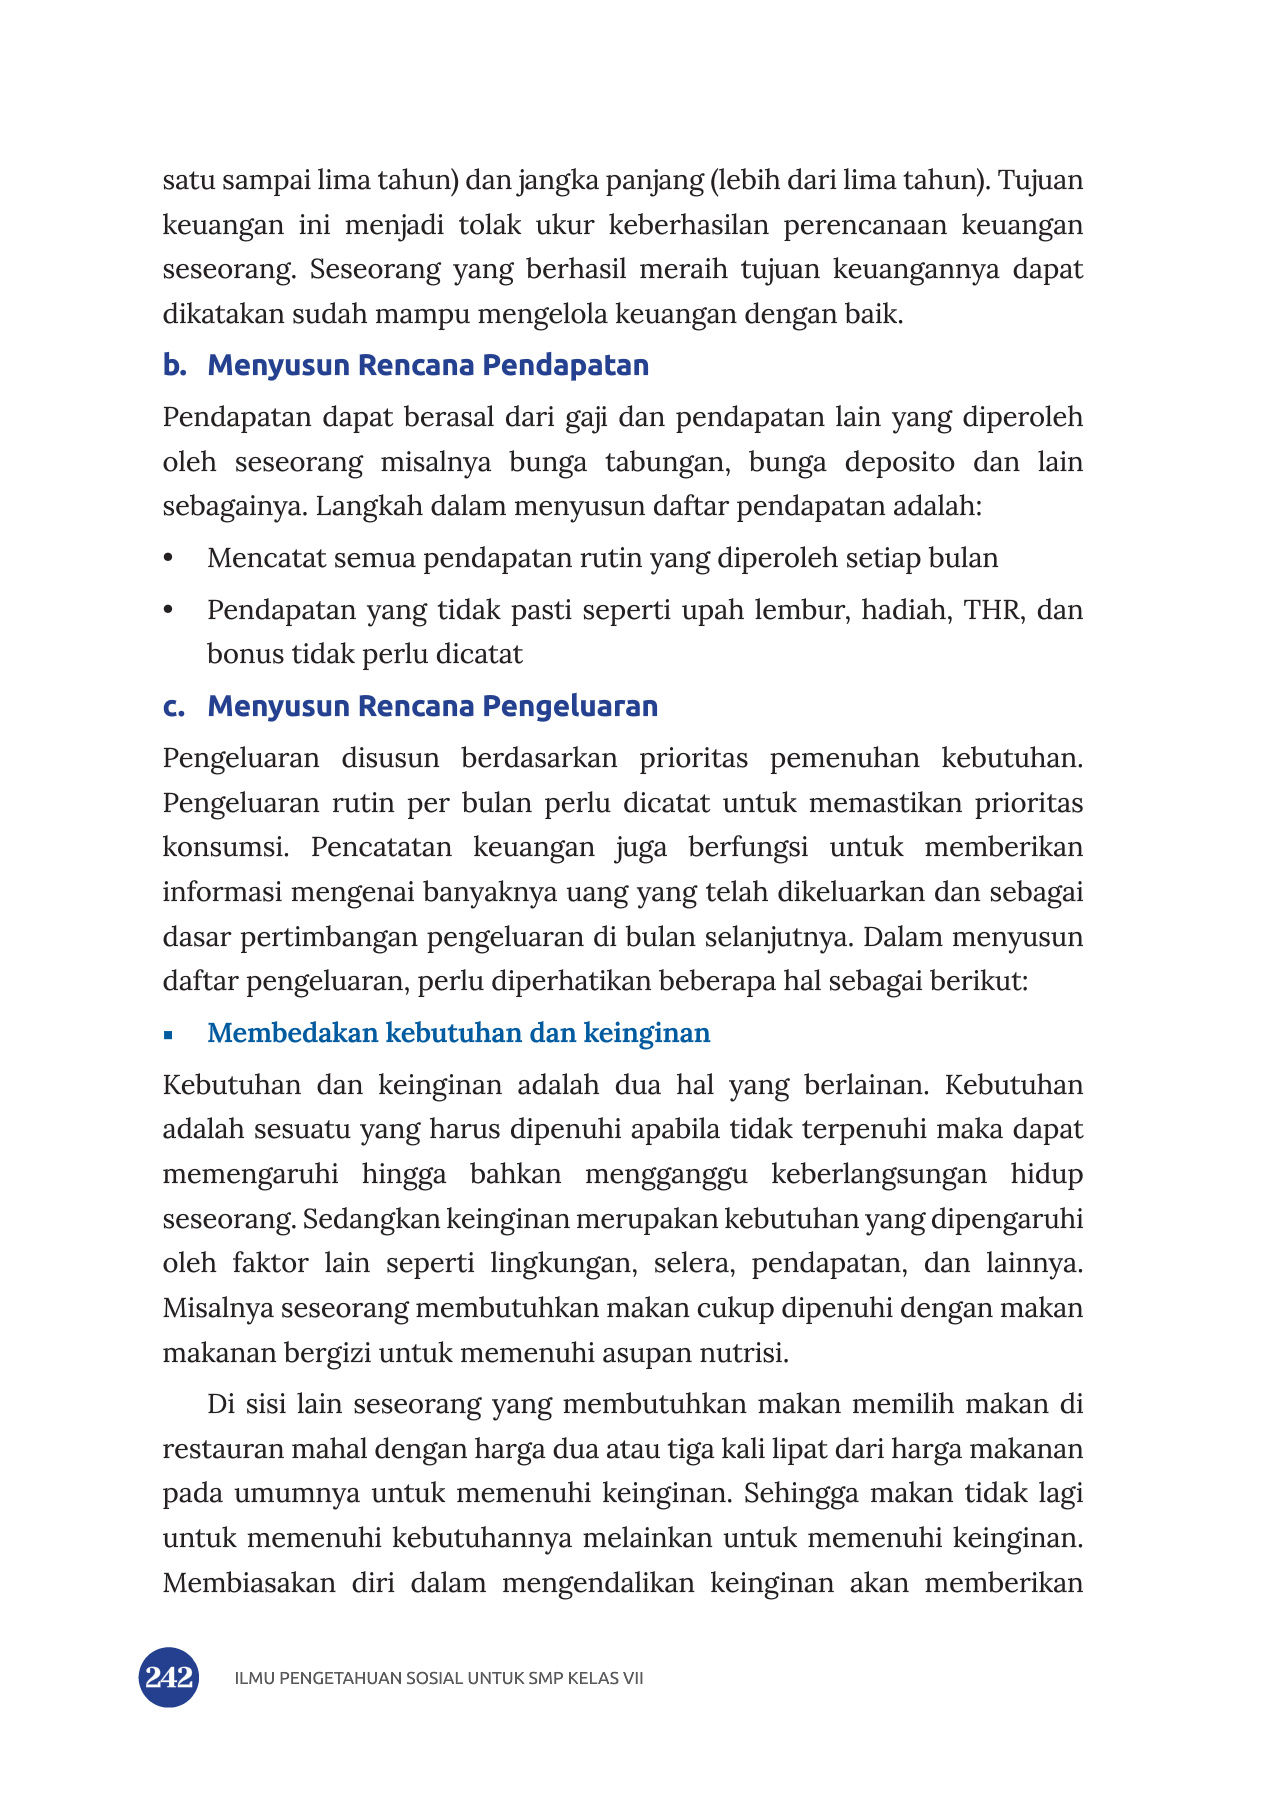 satu sampai lima tahun) dan jangka panjang (lebih dari lima tahun). Tujuan
keuangan ini menjadi tolak ukur keberhasilan perencanaan keuangan
seseorang. Seseorang yang berhasil meraih tujuan keuangannya dapat
dikatakan sudah mampu mengelola keuangan dengan baik.
b. Menyusun Rencana Pendapatan
Pendapatan dapat berasal dari gaji dan pendapatan lain yang diperoleh
oleh seseorang misalnya bunga tabungan, bunga deposito dan lain
sebagainya. Langkah dalam menyusun daftar pendapatan adalah:
• Mencatat semua pendapatan rutin yang diperoleh setiap bulan
• Pendapatan yang tidak pasti seperti upah lembur, hadiah, THR, dan
bonus tidak perlu dicatat
c. Menyusun Rencana Pengeluaran
Pengeluaran disusun berdasarkan prioritas pemenuhan kebutuhan.
Pengeluaran rutin per bulan perlu dicatat untuk memastikan prioritas
konsumsi. Pencatatan keuangan juga berfungsi untuk memberikan
informasi mengenai banyaknya uang yang telah dikeluarkan dan sebagai
dasar pertimbangan pengeluaran di bulan selanjutnya. Dalam menyusun
daftar pengeluaran, perlu diperhatikan beberapa hal sebagai berikut:
▪ Membedakan kebutuhan dan keinginan
Kebutuhan dan keinginan adalah dua hal yang berlainan. Kebutuhan
adalah sesuatu yang harus dipenuhi apabila tidak terpenuhi maka dapat
memengaruhi hingga bahkan mengganggu keberlangsungan hidup
seseorang. Sedangkan keinginan merupakan kebutuhan yang dipengaruhi
oleh faktor lain seperti lingkungan, selera, pendapatan, dan lainnya.
Misalnya seseorang membutuhkan makan cukup dipenuhi dengan makan
makanan bergizi untuk memenuhi asupan nutrisi.
Di sisi lain seseorang yang membutuhkan makan memilih makan di
restauran mahal dengan harga dua atau tiga kali lipat dari harga makanan
pada umumnya untuk memenuhi keinginan. Sehingga makan tidak lagi
untuk memenuhi kebutuhannya melainkan untuk memenuhi keinginan.
Membiasakan diri dalam mengendalikan keinginan akan memberikan
242 ILMU PENGETAHUAN SOSIAL UNTUK SMP KELAS VII